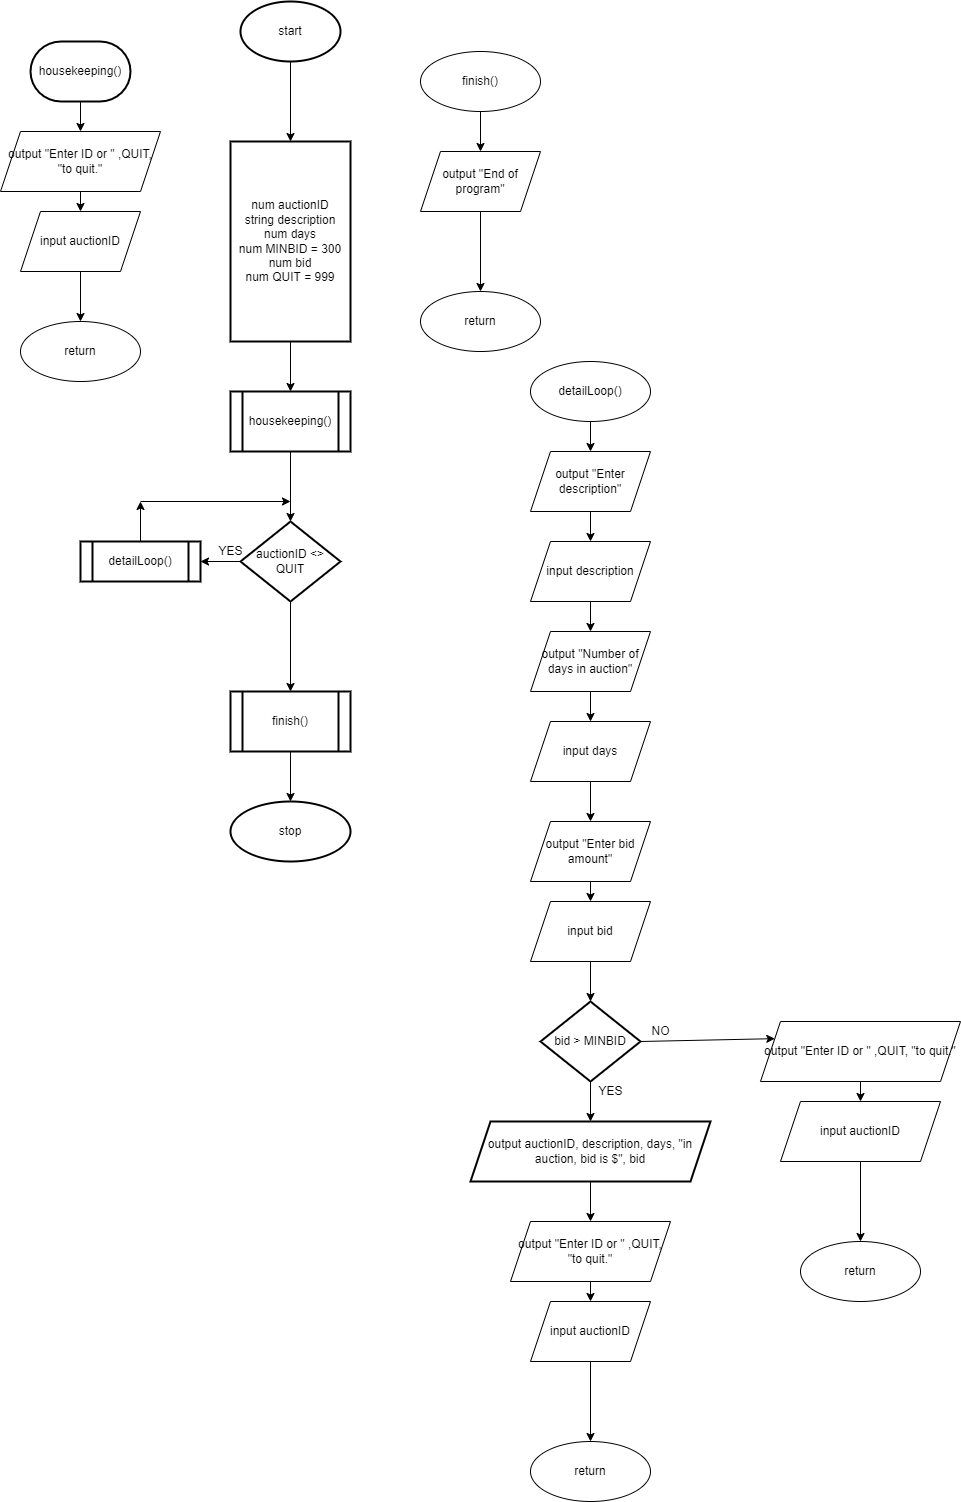 start
num auctionID
string description
num days
num MINBID = 300
num bid
num QUIT = 999
housekeeping()
auctionID <>
QUIT
YES
detailLoop()
finish()
stop
housekeeping()
output "Enter ID or " ,QUIT,
"to quit."
input auctionID
return
finish()
output "End of
program"
return
detailLoop()
output "Enter
description"
input description
output "Number of
days in auction"
input days
output "Enter bid
amount"
input bid
bid > MINBID
NO
output "Enter ID or " ,QUIT, "to quit."
input auctionID
return
YES
output auctionID, description, days, "in
auction, bid is $", bid
output "Enter ID or " ,QUIT,
"to quit."
input auctionID
return